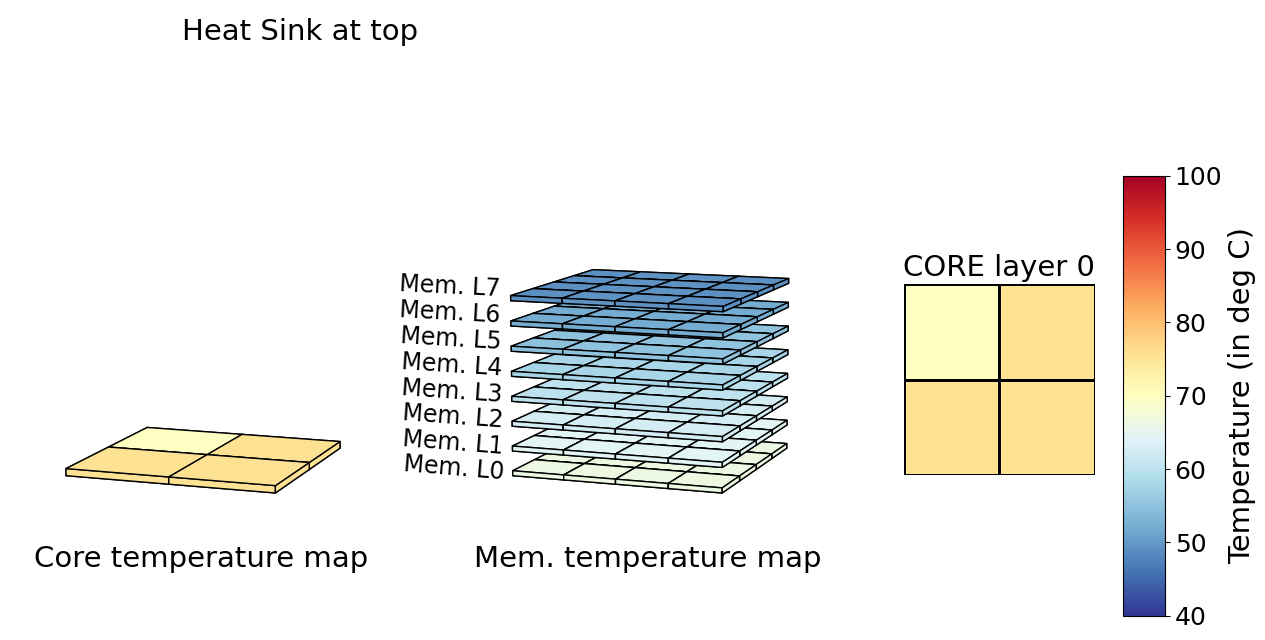 Heat Sink at top
Mem. L7
Mem. L6
Mem. L5
Mem. L4
Mem. L3
Mem. L2
Mem. L1
Mem. L0
Core temperature map
Mem. temperature map
CORE layer 0
100
90
80
70
60
50
40
Temperature (in deg C)